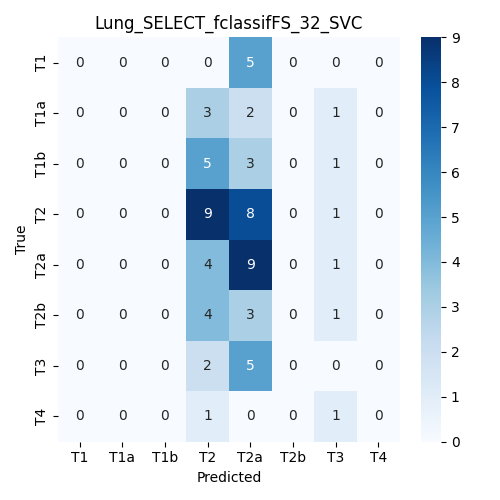 Lung_SELECT_fclassifFS_32_SVC
True
T1 0 0 0 0 5 0 0 0
T1a 0 0 0 3 2 0 1 0
T1b 0 0 0 5 3 0 1 0
T2 0 0 0 9 8 0 1 0
T2a 0 0 0 4 9 0 1 0
T2b 0 0 0 4 3 0 1 0
T3 0 0 0 2 5 0 0 0
T4 0 0 0 1 0 0 1 0
T1 T1a T1b T2 T2a T2b T3 T4
Predicted
9
8
7
6
5
4
3
2
1
0